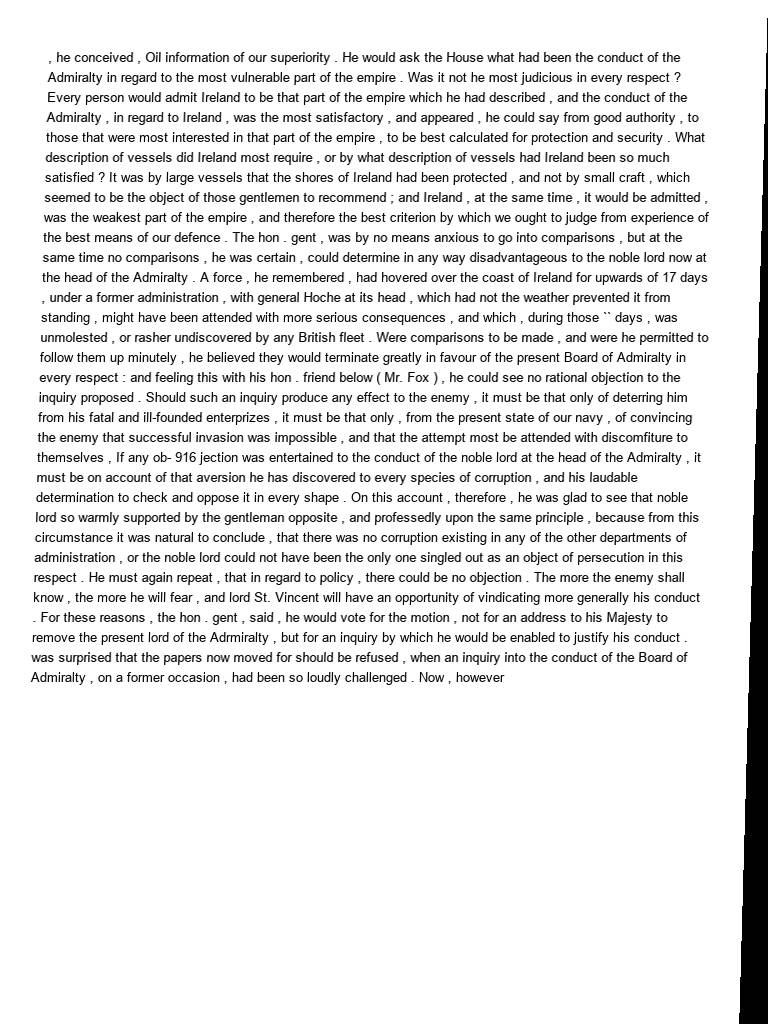 , he conceived , Oil information of our superiority . He would ask the House what had been the conduct of the
Admiralty in regard to the most vulnerable part of the empire . Was it not he most judicious in every respect ?
Every person would admit Ireland to be that part of the empire which he had described , and the conduct of the
Admiralty , in regard to Ireland , was the most satisfactory , and appeared , he could say from good authority , to
those that were most interested in that part of the empire , to be best calculated for protection and security . What
description of vessels did Ireland most require , or by what description of vessels had Ireland been so much
satisfied ? It was by large vessels that the shores of Ireland had been protected , and not by small craft , which
seemed to be the object of those gentlemen to recommend ; and Ireland , at the same time , it would be admitted ,
was the weakest part of the empire , and therefore the best criterion by which we ought to judge from experience of
the best means of our defence . The hon . gent , was by no means anxious to go into comparisons , but at the
same time no comparisons , he was certain , could determine in any way disadvantageous to the noble lord now at
the head of the Admiralty . A force , he remembered , had hovered over the coast of Ireland for upwards of 17 days
, under a former administration , with general Hoche at its head , which had not the weather prevented it from
standing , might have been attended with more serious consequences , and which , during those `` days , was
unmolested , or rasher undiscovered by any British fleet . Were comparisons to be made , and were he permitted to
follow them up minutely , he believed they would terminate greatly in favour of the present Board of Admiralty in
every respect : and feeling this with his hon . friend below ( Mr. Fox ) , he could see no rational objection to the
inquiry proposed . Should such an inquiry produce any effect to the enemy , it must be that only of deterring him
from his fatal and ill-founded enterprizes , it must be that only , from the present state of our navy , of convincing
the enemy that successful invasion was impossible , and that the attempt most be attended with discomfiture to
themselves , If any ob- 916 jection was entertained to the conduct of the noble lord at the head of the Admiralty , it
must be on account of that aversion he has discovered to every species of corruption , and his laudable
determination to check and oppose it in every shape . On this account , therefore , he was glad to see that noble
lord so warmly supported by the gentleman opposite , and professedly upon the same principle , because from this
circumstance it was natural to conclude , that there was no corruption existing in any of the other departments of
administration , or the noble lord could not have been the only one singled out as an object of persecution in this
respect . He must again repeat , that in regard to policy , there could be no objection . The more the enemy shall
know , the more he will fear , and lord St. Vincent will have an opportunity of vindicating more generally his conduct
. For these reasons , the hon . gent , said , he would vote for the motion , not for an address to his Majesty to
remove the present lord of the Adrmiralty , but for an inquiry by which he would be enabled to justify his conduct .
was surprised that the papers now moved for should be refused , when an inquiry into the conduct of the Board of
Admiralty , on a former occasion , had been so loudly challenged . Now , however